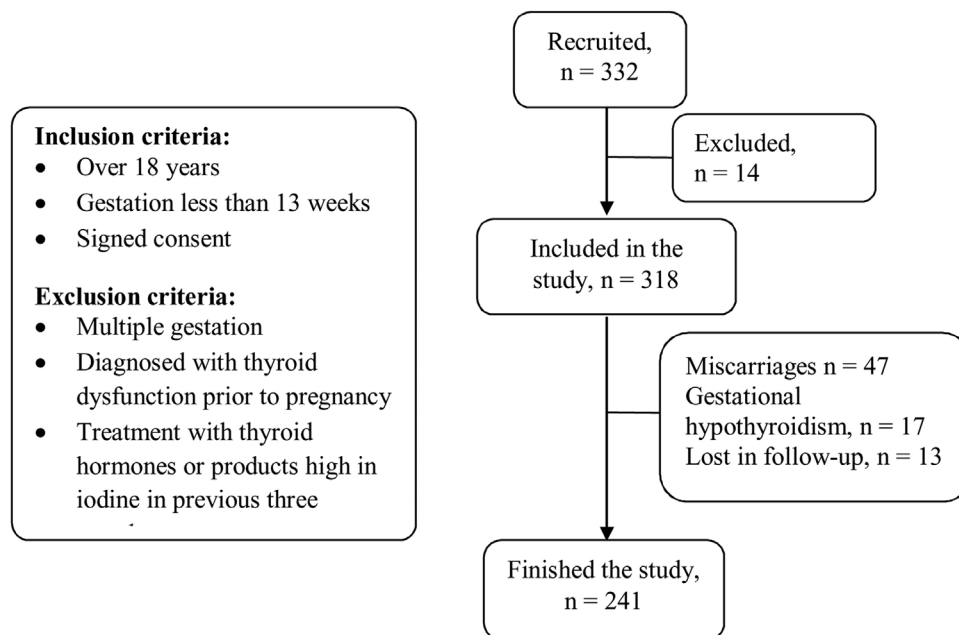 Recruited,
n = 332
Excluded,
n = 14
Included in the
study, n = 318
Miscarriages n = 47
Gestational
hypothyroidism, n = 17
Lost in follow-up, n = 13
Finished the study,
n = 241
Inclusion criteria:
• Over 18 years
• Gestation less than 13 weeks
• Signed consent
Exclusion criteria:
• Multiple gestation
• Diagnosed with thyroid
dysfunction prior to pregnancy
• Treatment with thyroid
hormones or products high in
iodine in previous three